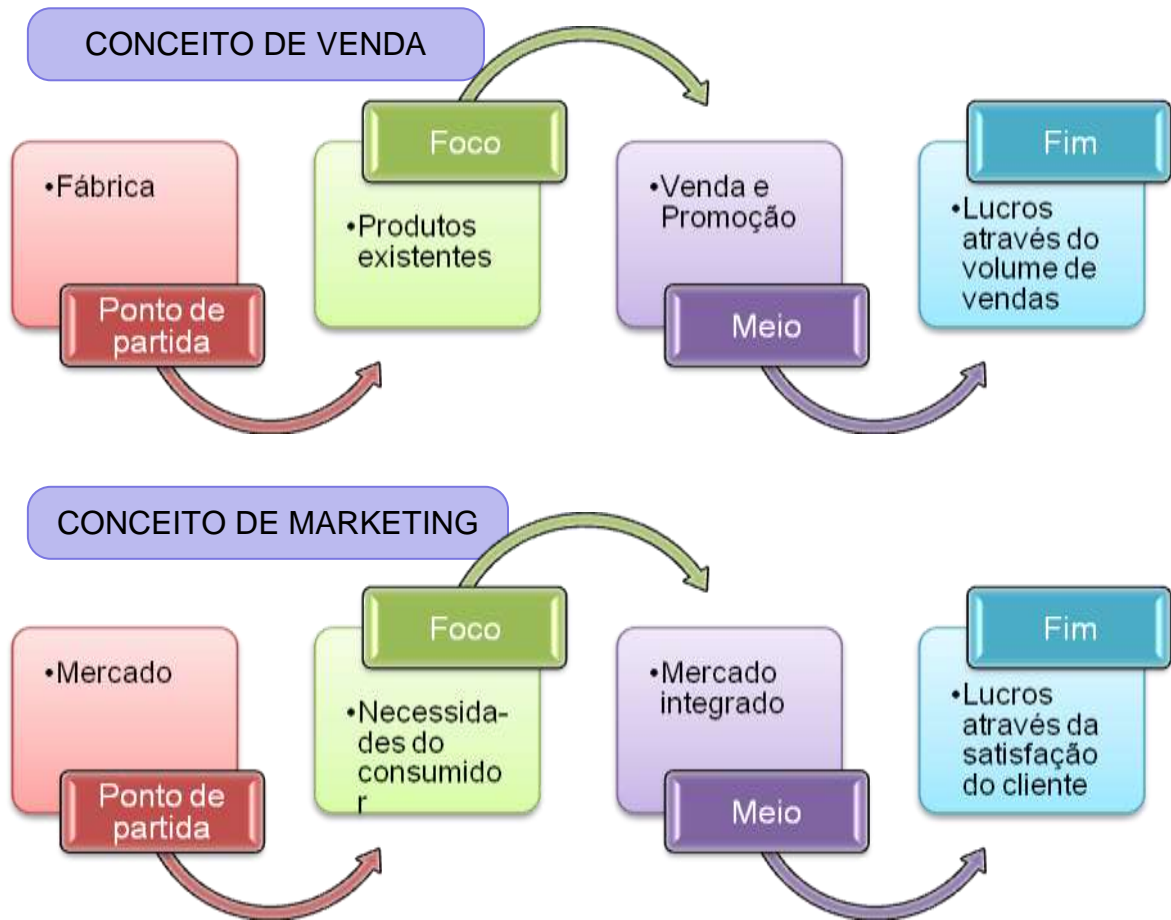 CONCEITO DE VENDA
•Fábrica
Ponto de
partida
Foco
•Produtos
existentes
•Venda e
Promoção
Meio
Fim
•Lucros
através do
volume de
vendas
CONCEITO DE MARKETING
•Mercado
Ponto de
partida
Foco
•Necessida-
des do
consumido
r
•Mercado
integrado
Meio
Fim
•Lucros
através da
satisfação
do cliente